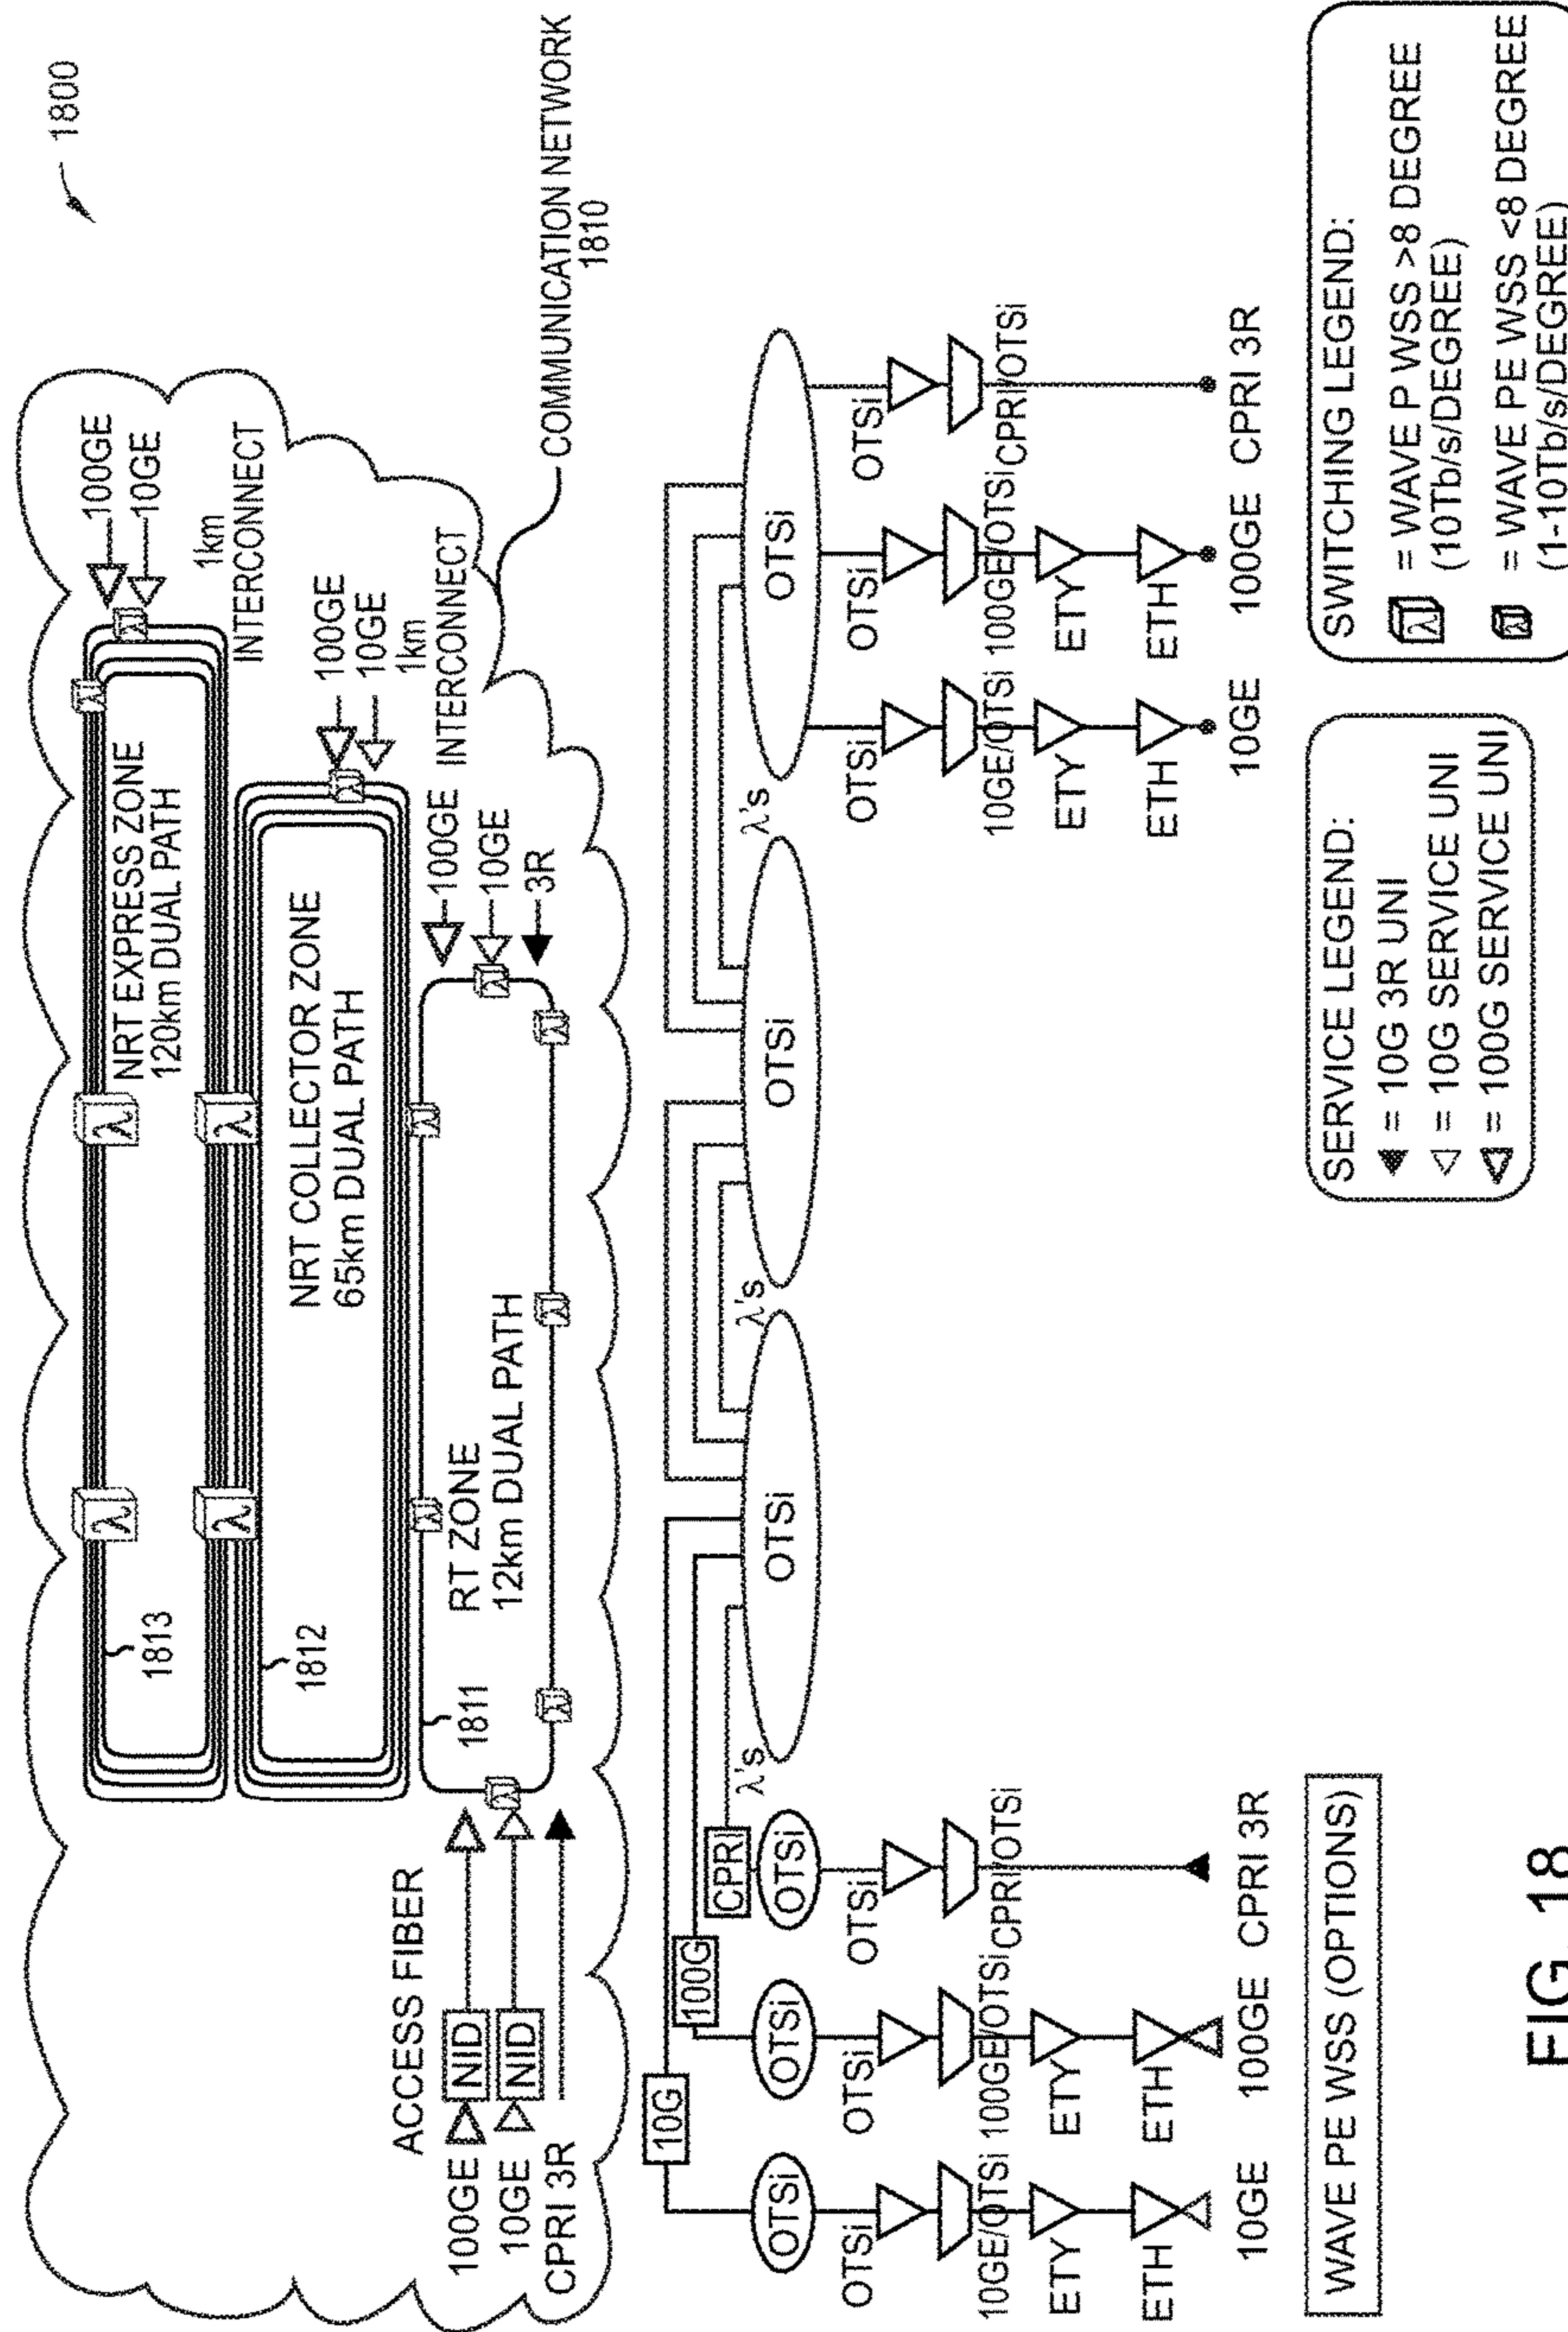 1800
100GE
10GE
1km
INTERCONNECT
NRT EXPRESS ZONE
120km DUAL PATH
λ
λ
λ
λ
λ
λ
1813
100GE
10GE
1km
INTERCONNECT
NRT COLLECTOR ZONE
65km DUAL PATH
λ
1812
COMMUNICATION NETWORK
1810
100GE
10GE
3R
RT ZONE
12km DUAL PATH
λ
λ
λ
λ
λ
λ
λ
1811
ACCESS FIBER
100GE
NID
10GE
NID
CPRI 3R
10G
100G
CPRI
λ's
λ's
λ's
OTSi
OTSi
OTSi
OTSi
OTSi
OTSi
OTSi
OTSi
OTSi
OTSi
OTSi
OTSi
10GE/OTSi
100GE/OTSi
CPRI/OTSi
10GE/OTSi
100GE/OTSi
CPRI/OTSi
ETY
ETY
ETY
ETY
ETH
ETH
ETH
ETH
10GE
100GE
CPRI 3R
10GE
100GE
CPRI 3R
WAVE PE WSS (OPTIONS)
SERVICE LEGEND:
= 10G 3R UNI
= 10G SERVICE UNI
= 100G SERVICE UNI
SWITCHING LEGEND:
λ = WAVE P WSS >8 DEGREE
(10Tb/s/DEGREE)
λ = WAVE PE WSS <8 DEGREE
(1-10Tb/s/DEGREE)
FIG. 18